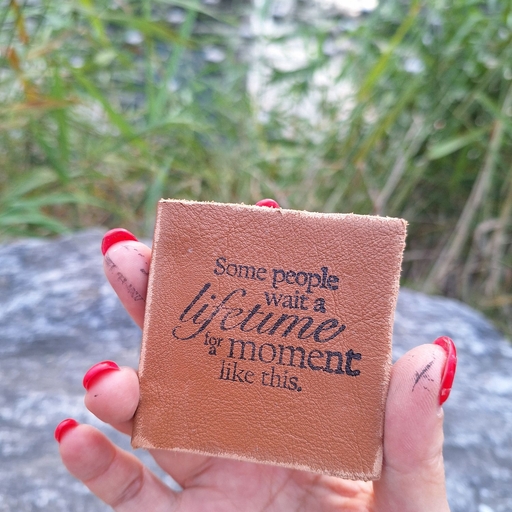 Some people
wait a
lifetime
for a moment
like this.